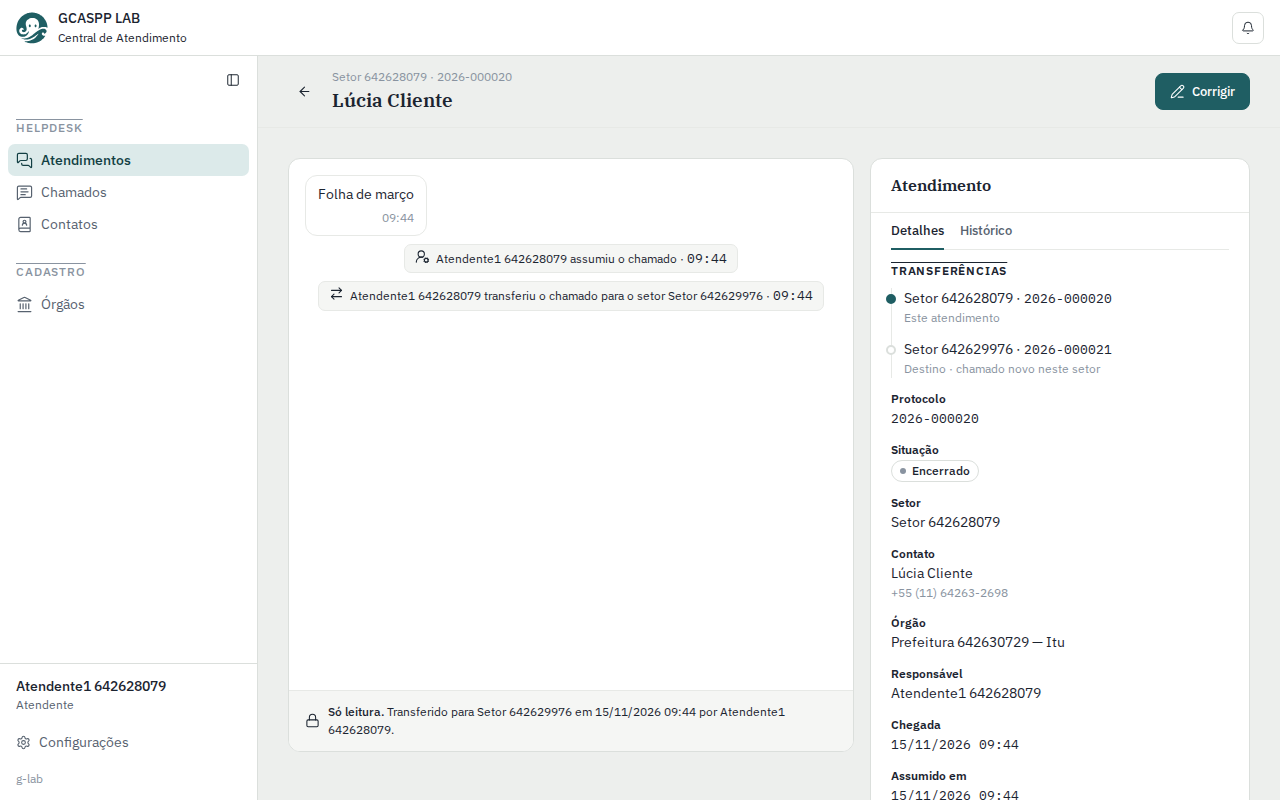 GCASPP LAB
Central de Atendimento
HELPDESK
Atendimentos
Chamados
Contatos
CADASTRO
Órgãos
Atendente1 642628079
Atendente
Configurações
g-lab
Setor 642628079 · 2026-000020
Lúcia Cliente
Corrigir
Folha de março
09:44
Atendente1 642628079 assumiu o chamado · 09:44
Atendente1 642628079 transferiu o chamado para o setor Setor 642629976 · 09:44
Só leitura. Transferido para Setor 642629976 em 15/11/2026 09:44 por Atendente1
642628079.
Atendimento
Detalhes Histórico
TRANSFERÊNCIAS
Setor 642628079 · 2026-000020
Este atendimento
Setor 642629976 · 2026-000021
Destino · chamado novo neste setor
Protocolo
2026-000020
Situação
Encerrado
Setor
Setor 642628079
Contato
Lúcia Cliente
+55 (11) 64263-2698
Órgão
Prefeitura 642630729 — Itu
Responsável
Atendente1 642628079
Chegada
15/11/2026 09:44
Assumido em
15/11/2026 09:44